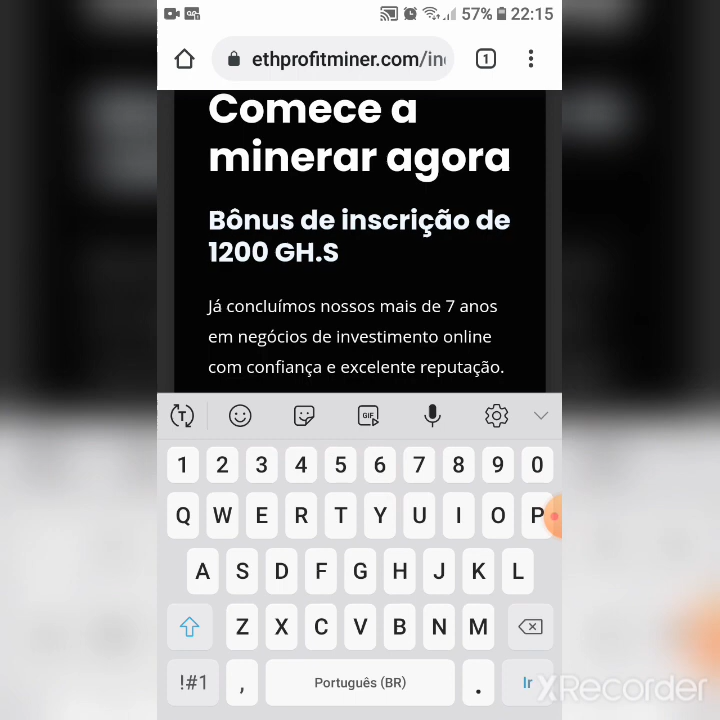 57% 22:15
ethprofitminer.com/in
1
Comece a
minerar agora
Bônus de inscrição de
1200 GH.S
Já concluímos nossos mais de 7 anos
em negócios de investimento online
com confiança e excelente reputação.
T GIF
1 2 3 4 5 6 7 8 9 0
Q W E R T Y U I O P
A S D F G H J K L
Z X C V B N M
!#1 , Português (BR) . Ir
XRecorder